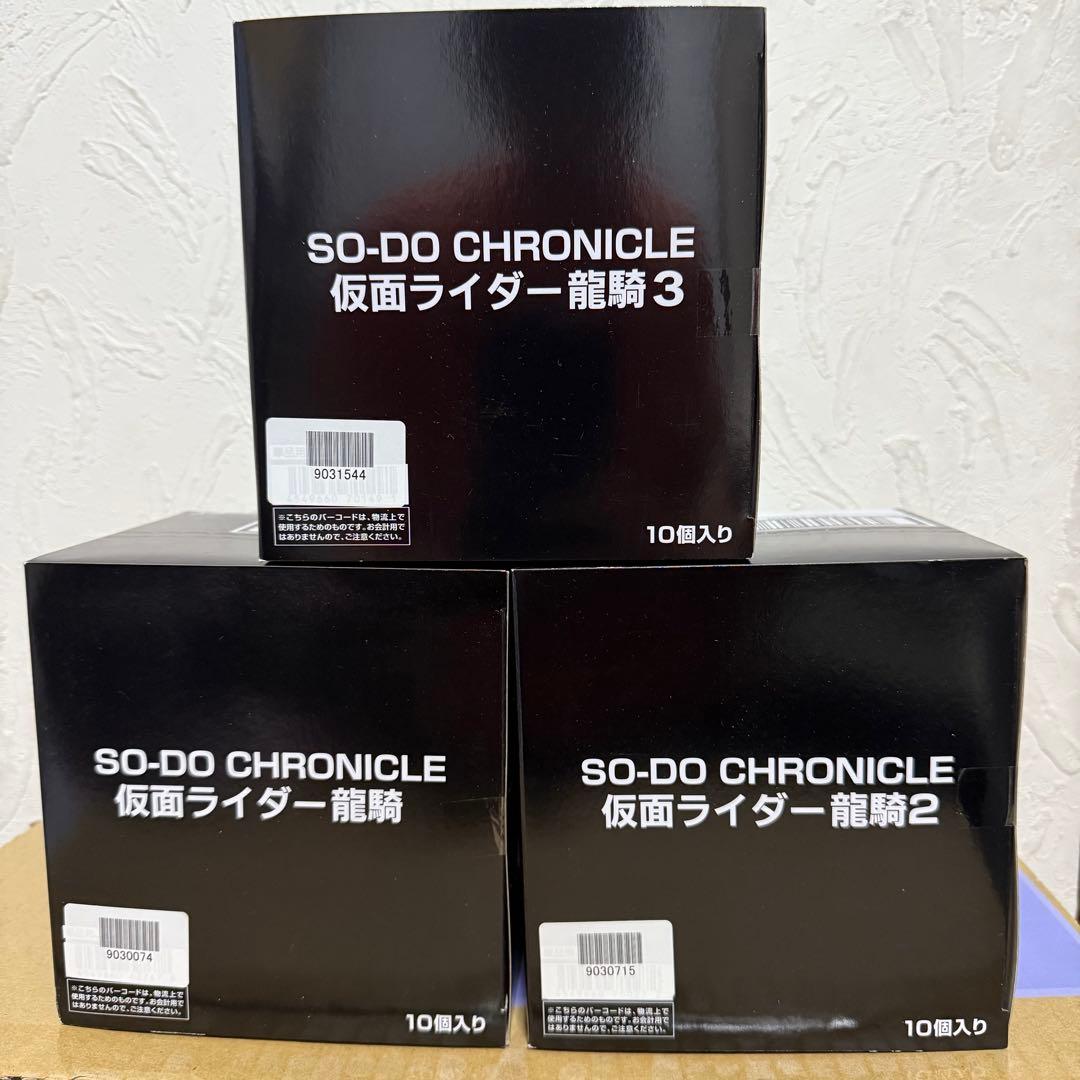 SO-DO CHRONICLE
仮面ライダー龍騎3
9031544
※こちらのバーコードは、物流上で
使用するためのものです。お会計用で
はありませんので、ご注意ください。
10個入り
SO-DO CHRONICLE
仮面ライダー龍騎
9030074
※こちらのバーコードは、物流上で
使用するためのものです。お会計用で
はありませんので、ご注意ください。
10個入り
SO-DO CHRONICLE
仮面ライダー龍騎2
9030715
※こちらのバーコードは、物流上で
使用するためのものです。お会計用で
はありませんので、ご注意ください。
10個入り